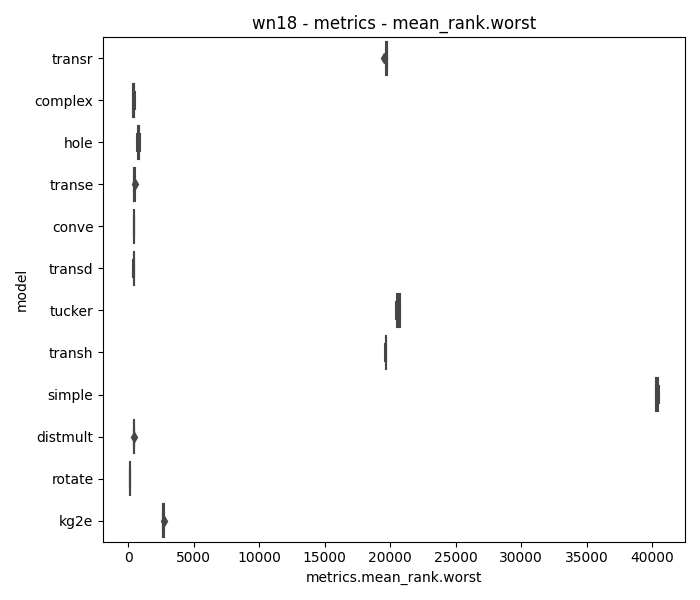 wn18 - metrics - mean_rank.worst
transr
complex
hole
transe
conve
transd
tucker
transh
simple
distmult
rotate
kg2e
model
0 5000 10000 15000 20000 25000 30000 35000 40000
metrics.mean_rank.worst